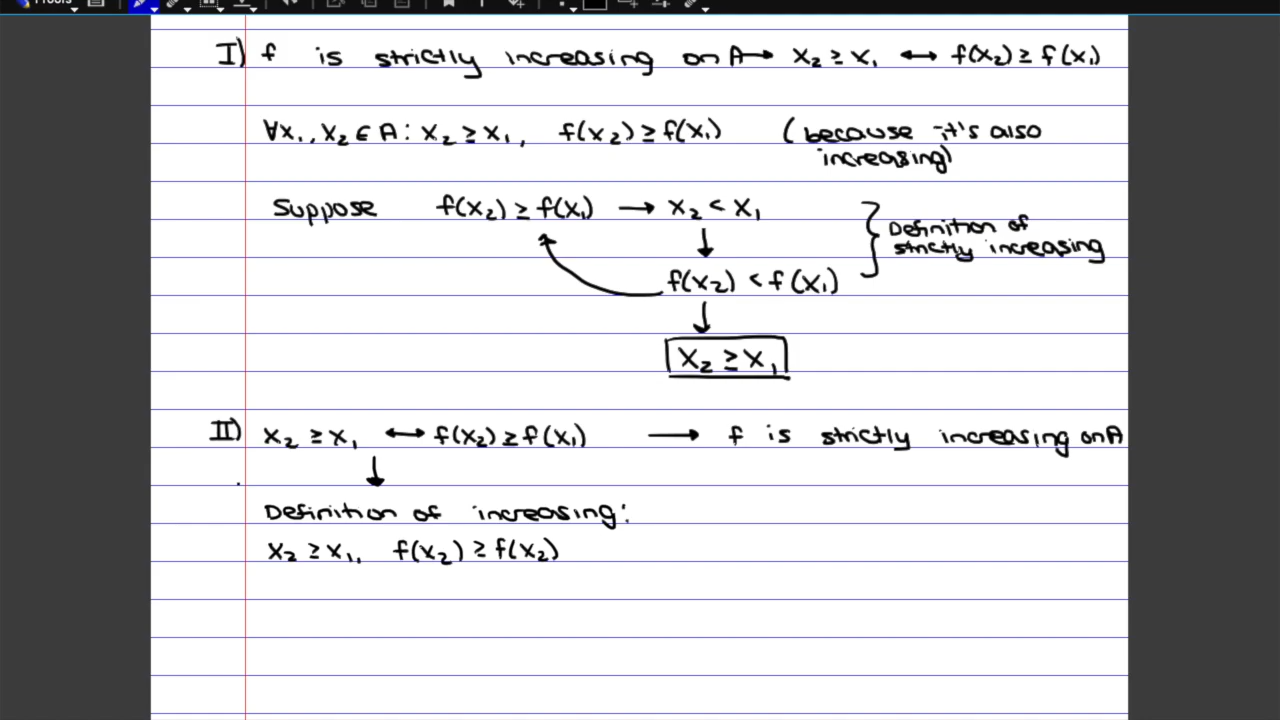 Proofs
I) f is strictly increasing on A → x₂ ≥ x₁ ↔ f(x₂) ≥ f(x₁)
∀x₁, x₂ ∈ A : x₂ ≥ x₁, f(x₂) ≥ f(x₁) (because it's also
increasing)
Suppose f(x₂) ≥ f(x₁) → x₂ < x₁
↓
f(x₂) < f(x₁)
} Definition of
strictly increasing
↓
x₂ ≥ x₁
II) x₂ ≥ x₁ ↔ f(x₂) ≥ f(x₁) → f is strictly increasing on A
↓
Definition of increasing:
x₂ ≥ x₁, f(x₂) ≥ f(x₂)